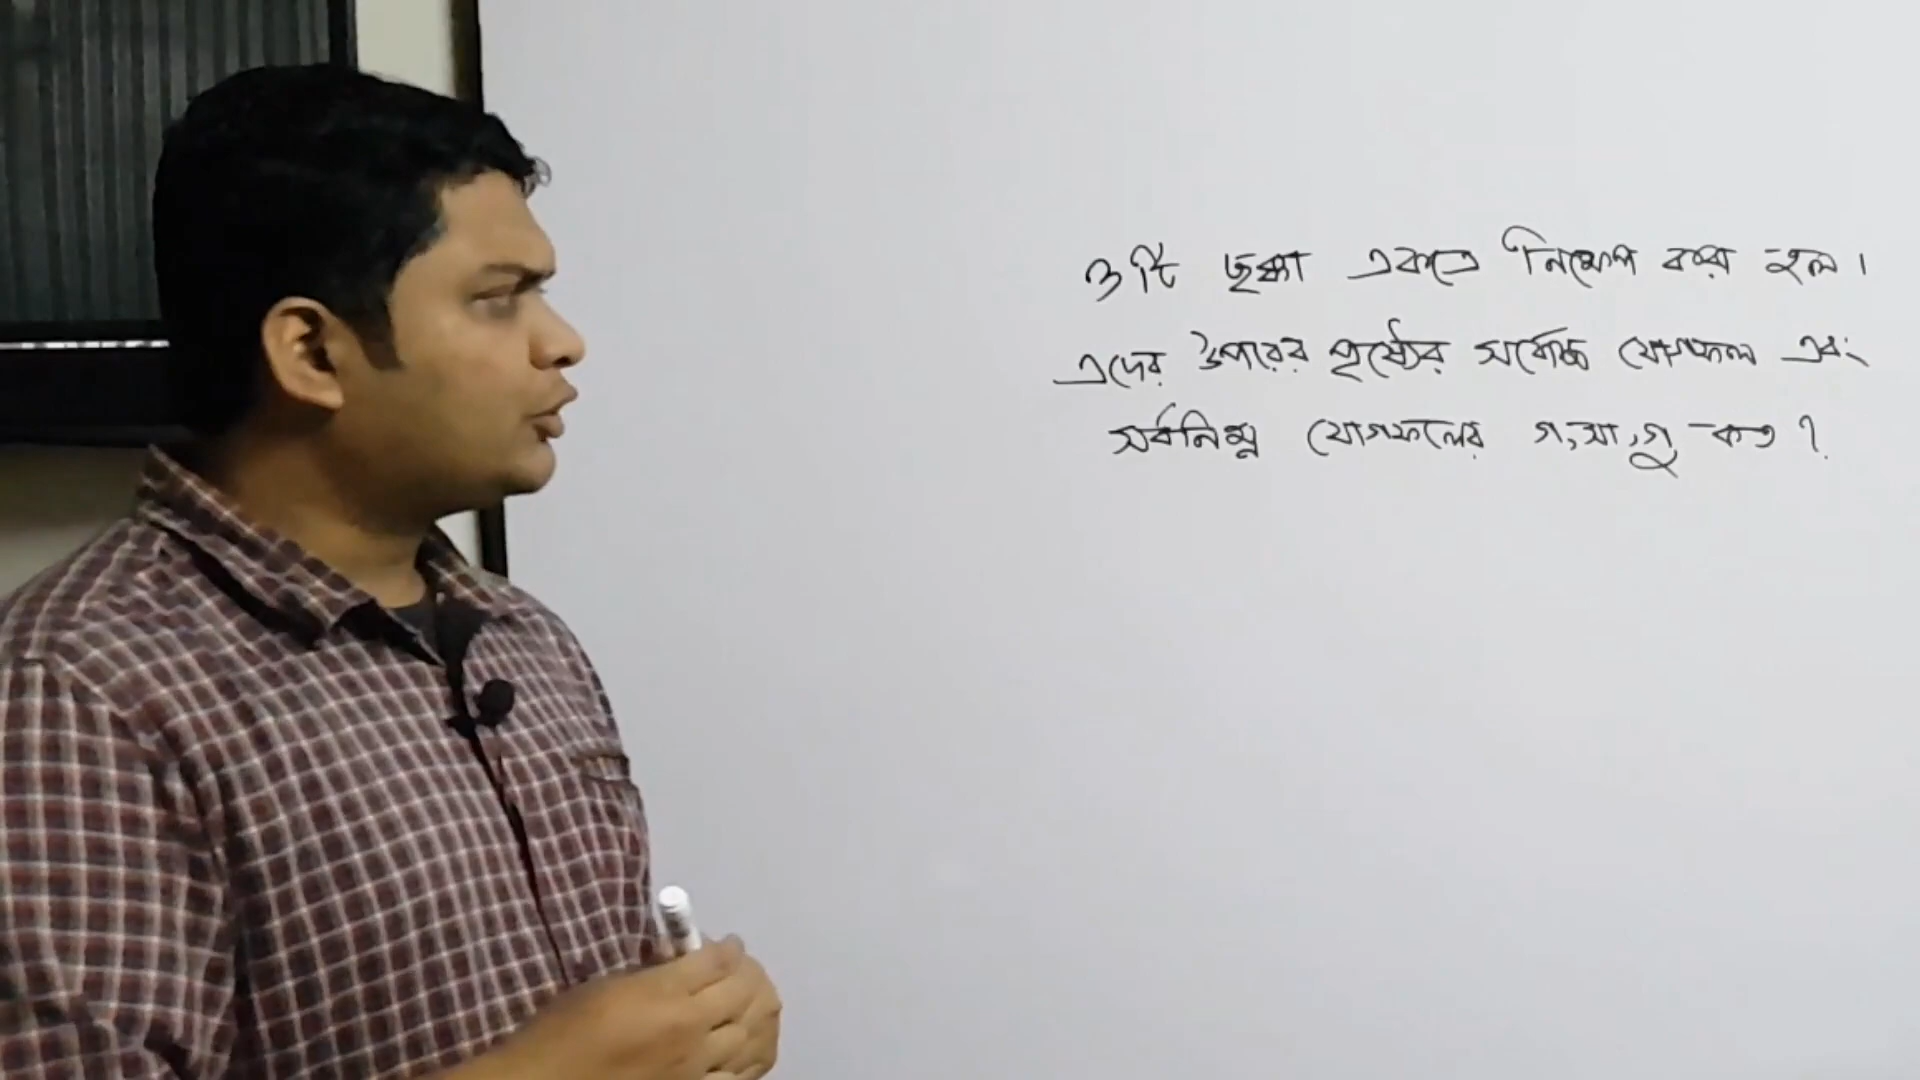 ৩টি ছক্কা একত্রে নিক্ষেপ করা হল।
এদের উপরের পৃষ্ঠের সর্বোচ্চ যোগফল এবং
সর্বনিম্ন যোগফলের গ,সা,গু কত?